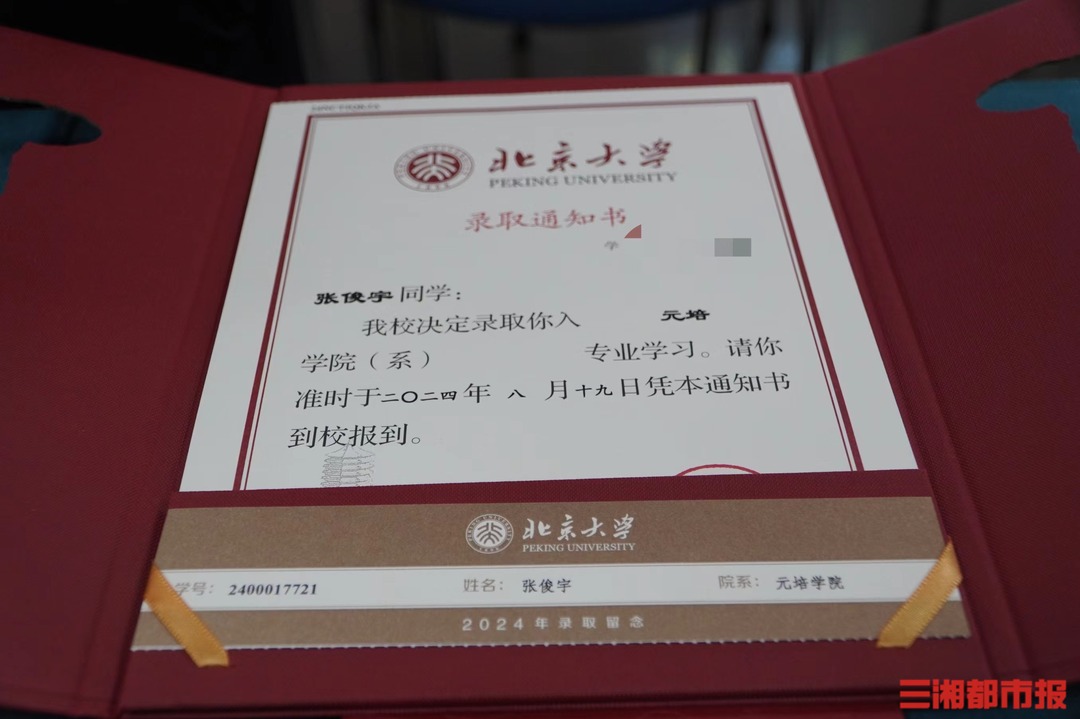 北京大学
PEKING UNIVERSITY
录取通知书
学
张俊宇 同学：
我校决定录取你入 元培
学院（系） 专业学习。请你
准时于二〇二四年 八 月十九日凭本通知书
到校报到。
北京大学
PEKING UNIVERSITY
学号： 2400017721 姓名： 张俊宇 院系： 元培学院
2024年录取留念
三湘都市报